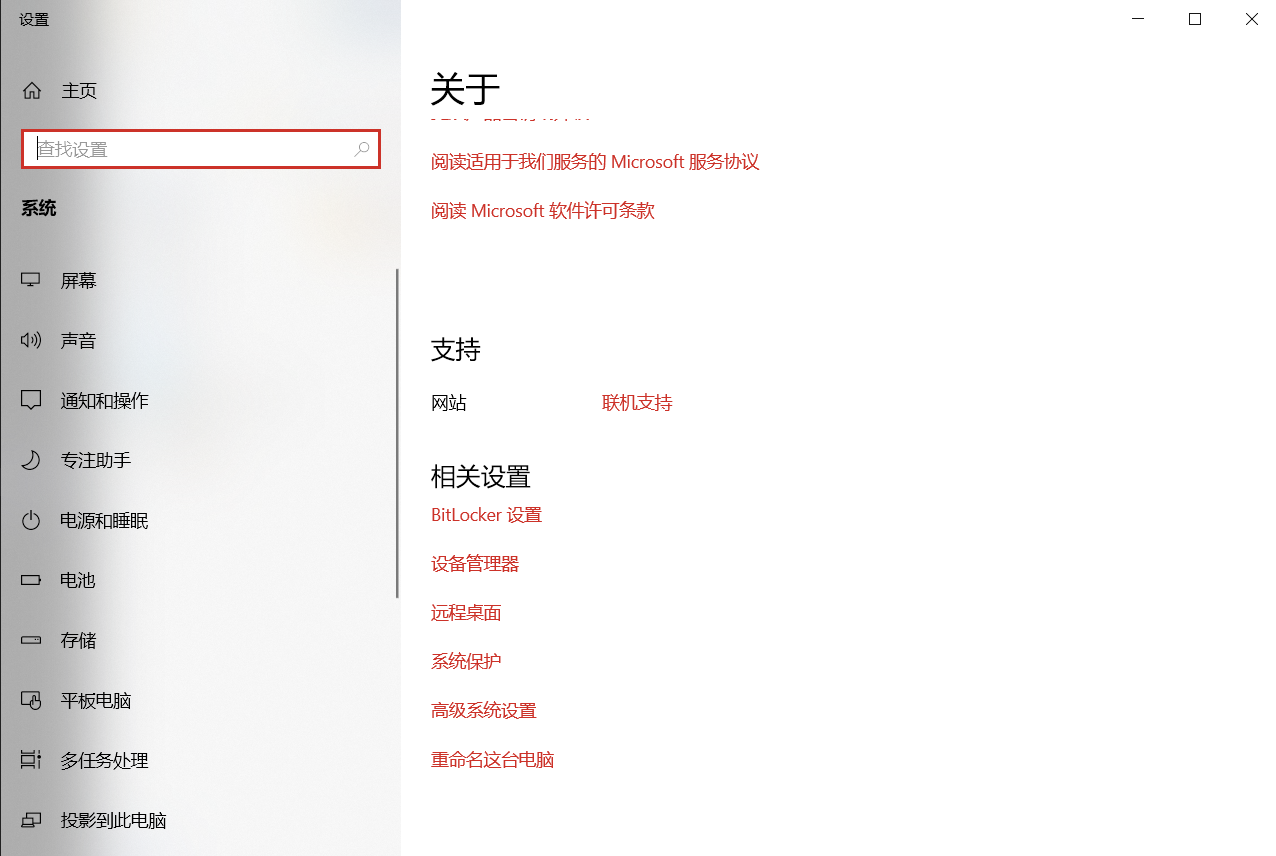 设置
主页
查找设置
系统
屏幕
声音
通知和操作
专注助手
电源和睡眠
电池
存储
平板电脑
多任务处理
投影到此电脑
关于
阅读适用于我们服务的 Microsoft 服务协议
阅读 Microsoft 软件许可条款
支持
网站 联机支持
相关设置
BitLocker 设置
设备管理器
远程桌面
系统保护
高级系统设置
重命名这台电脑